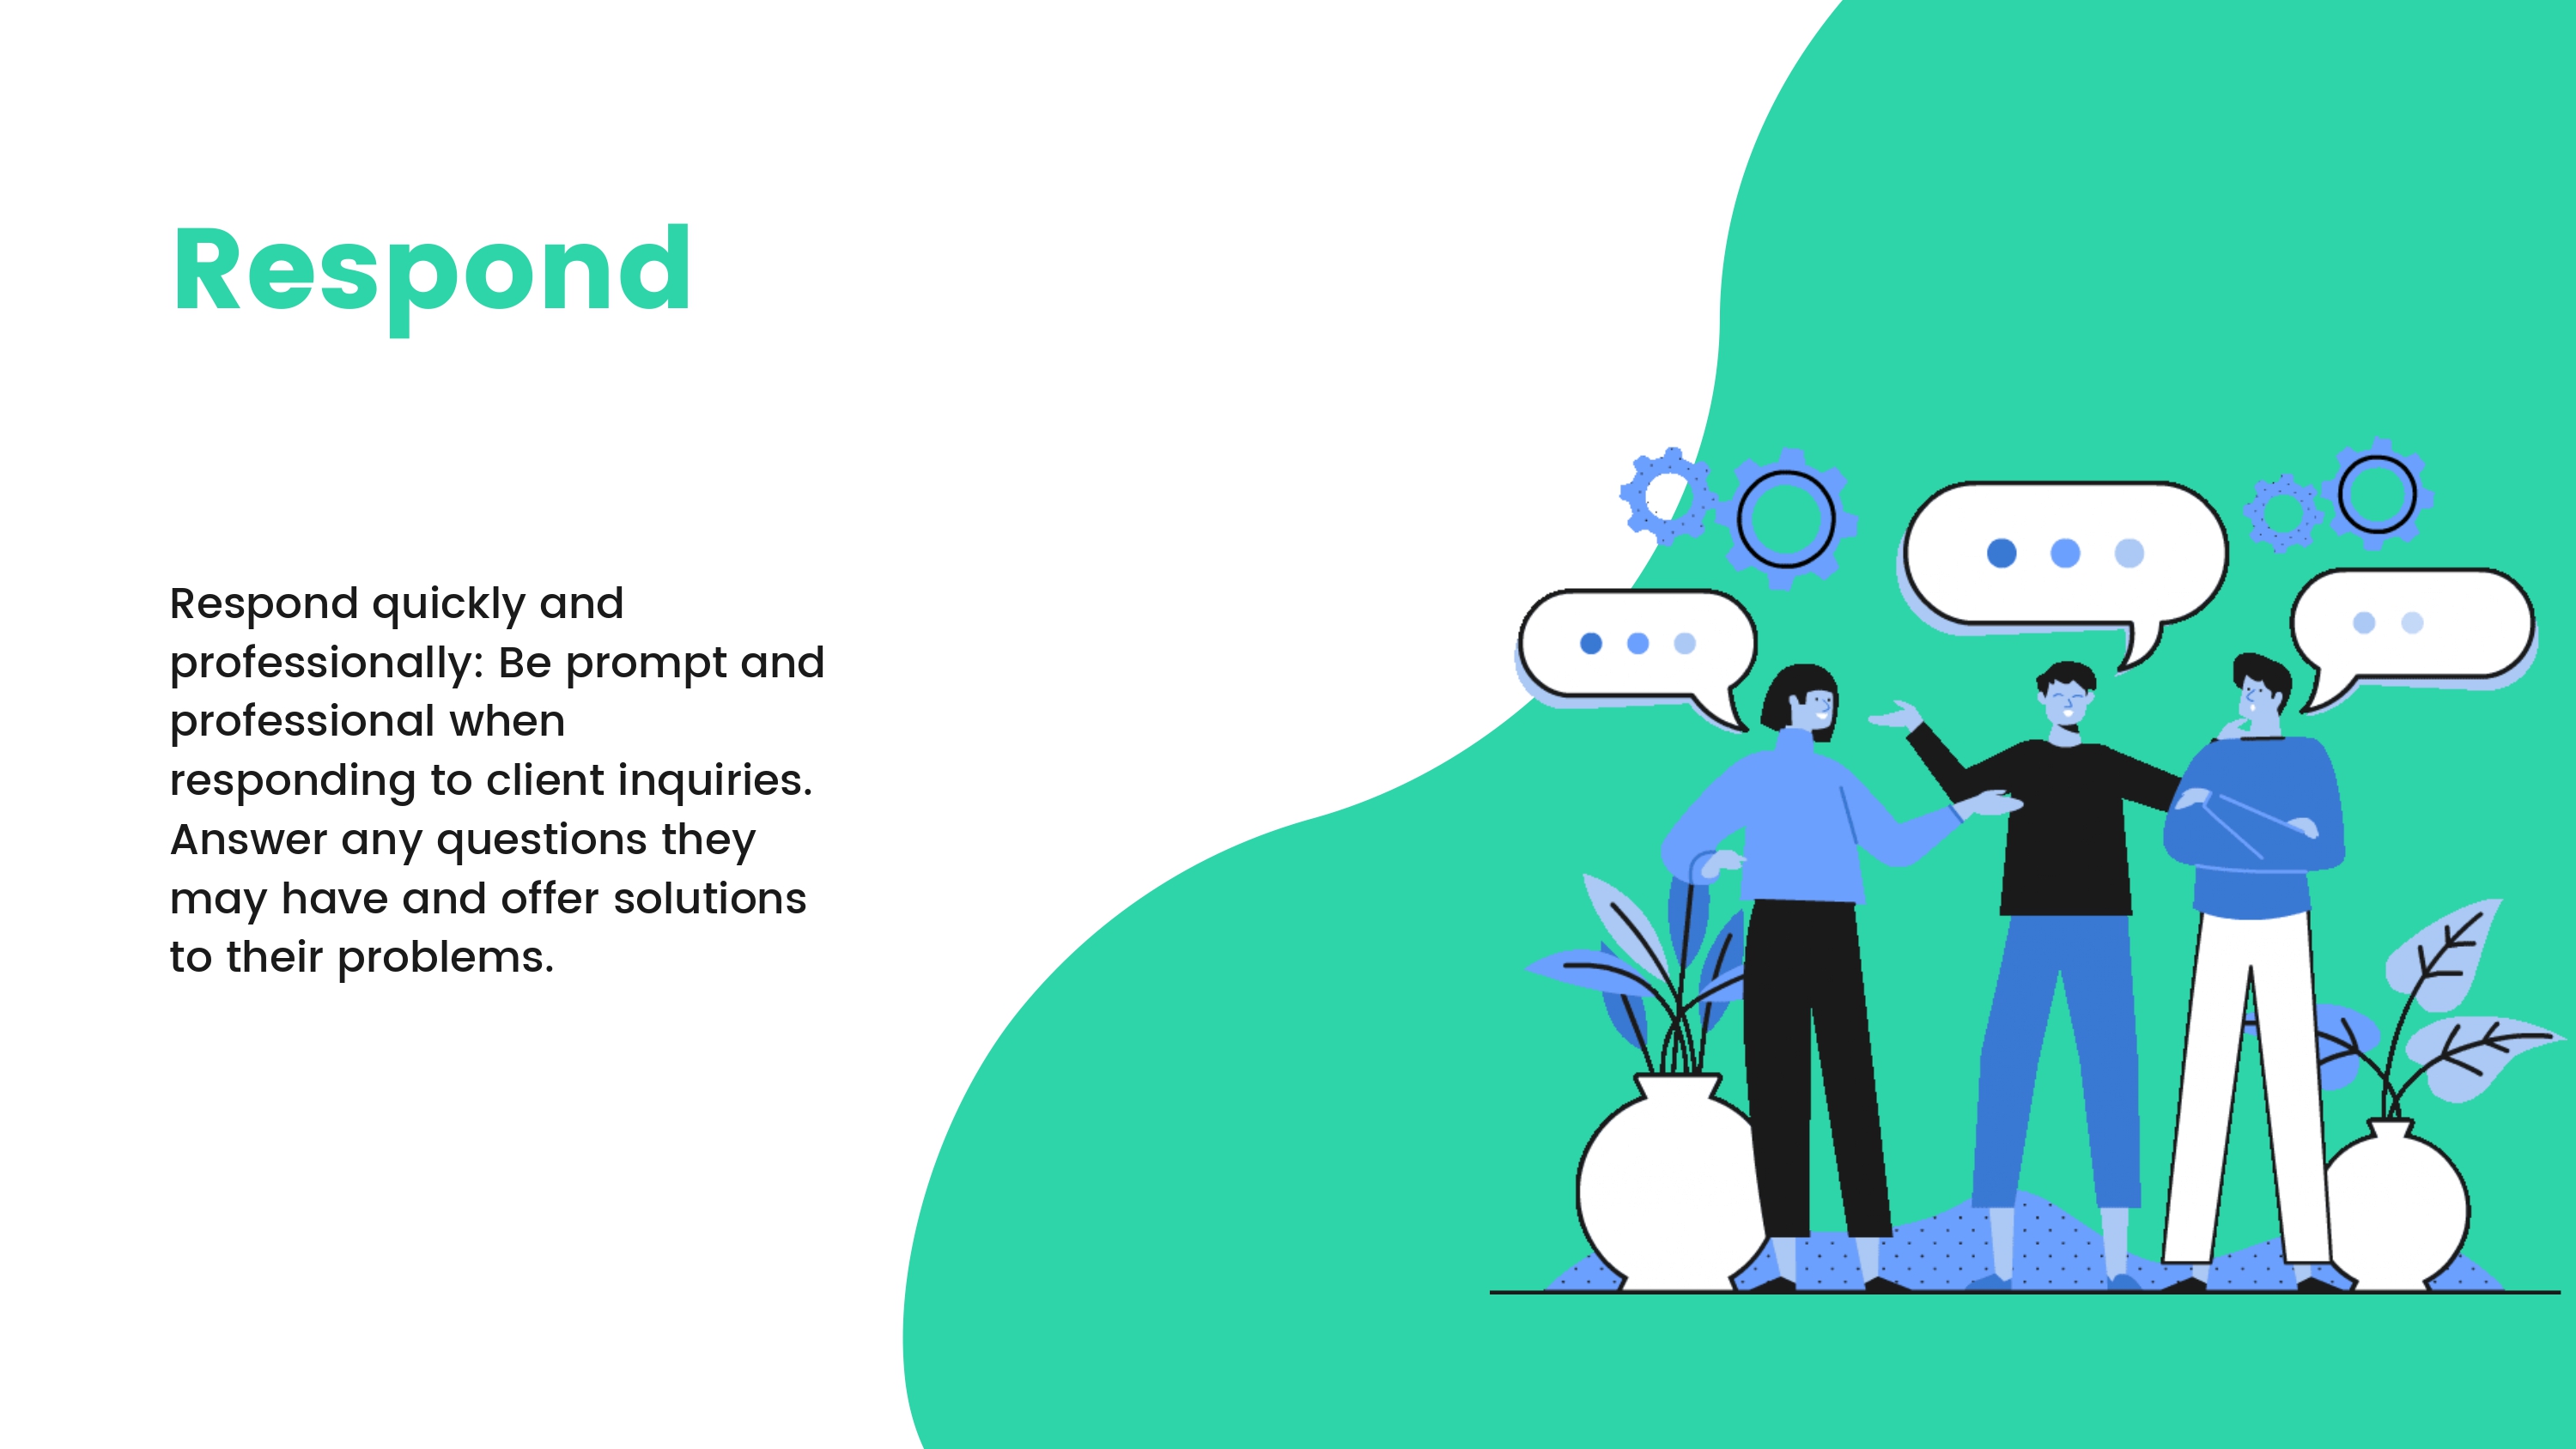 Respond
Respond quickly and
professionally: Be prompt and
professional when
responding to client inquiries.
Answer any questions they
may have and offer solutions
to their problems.